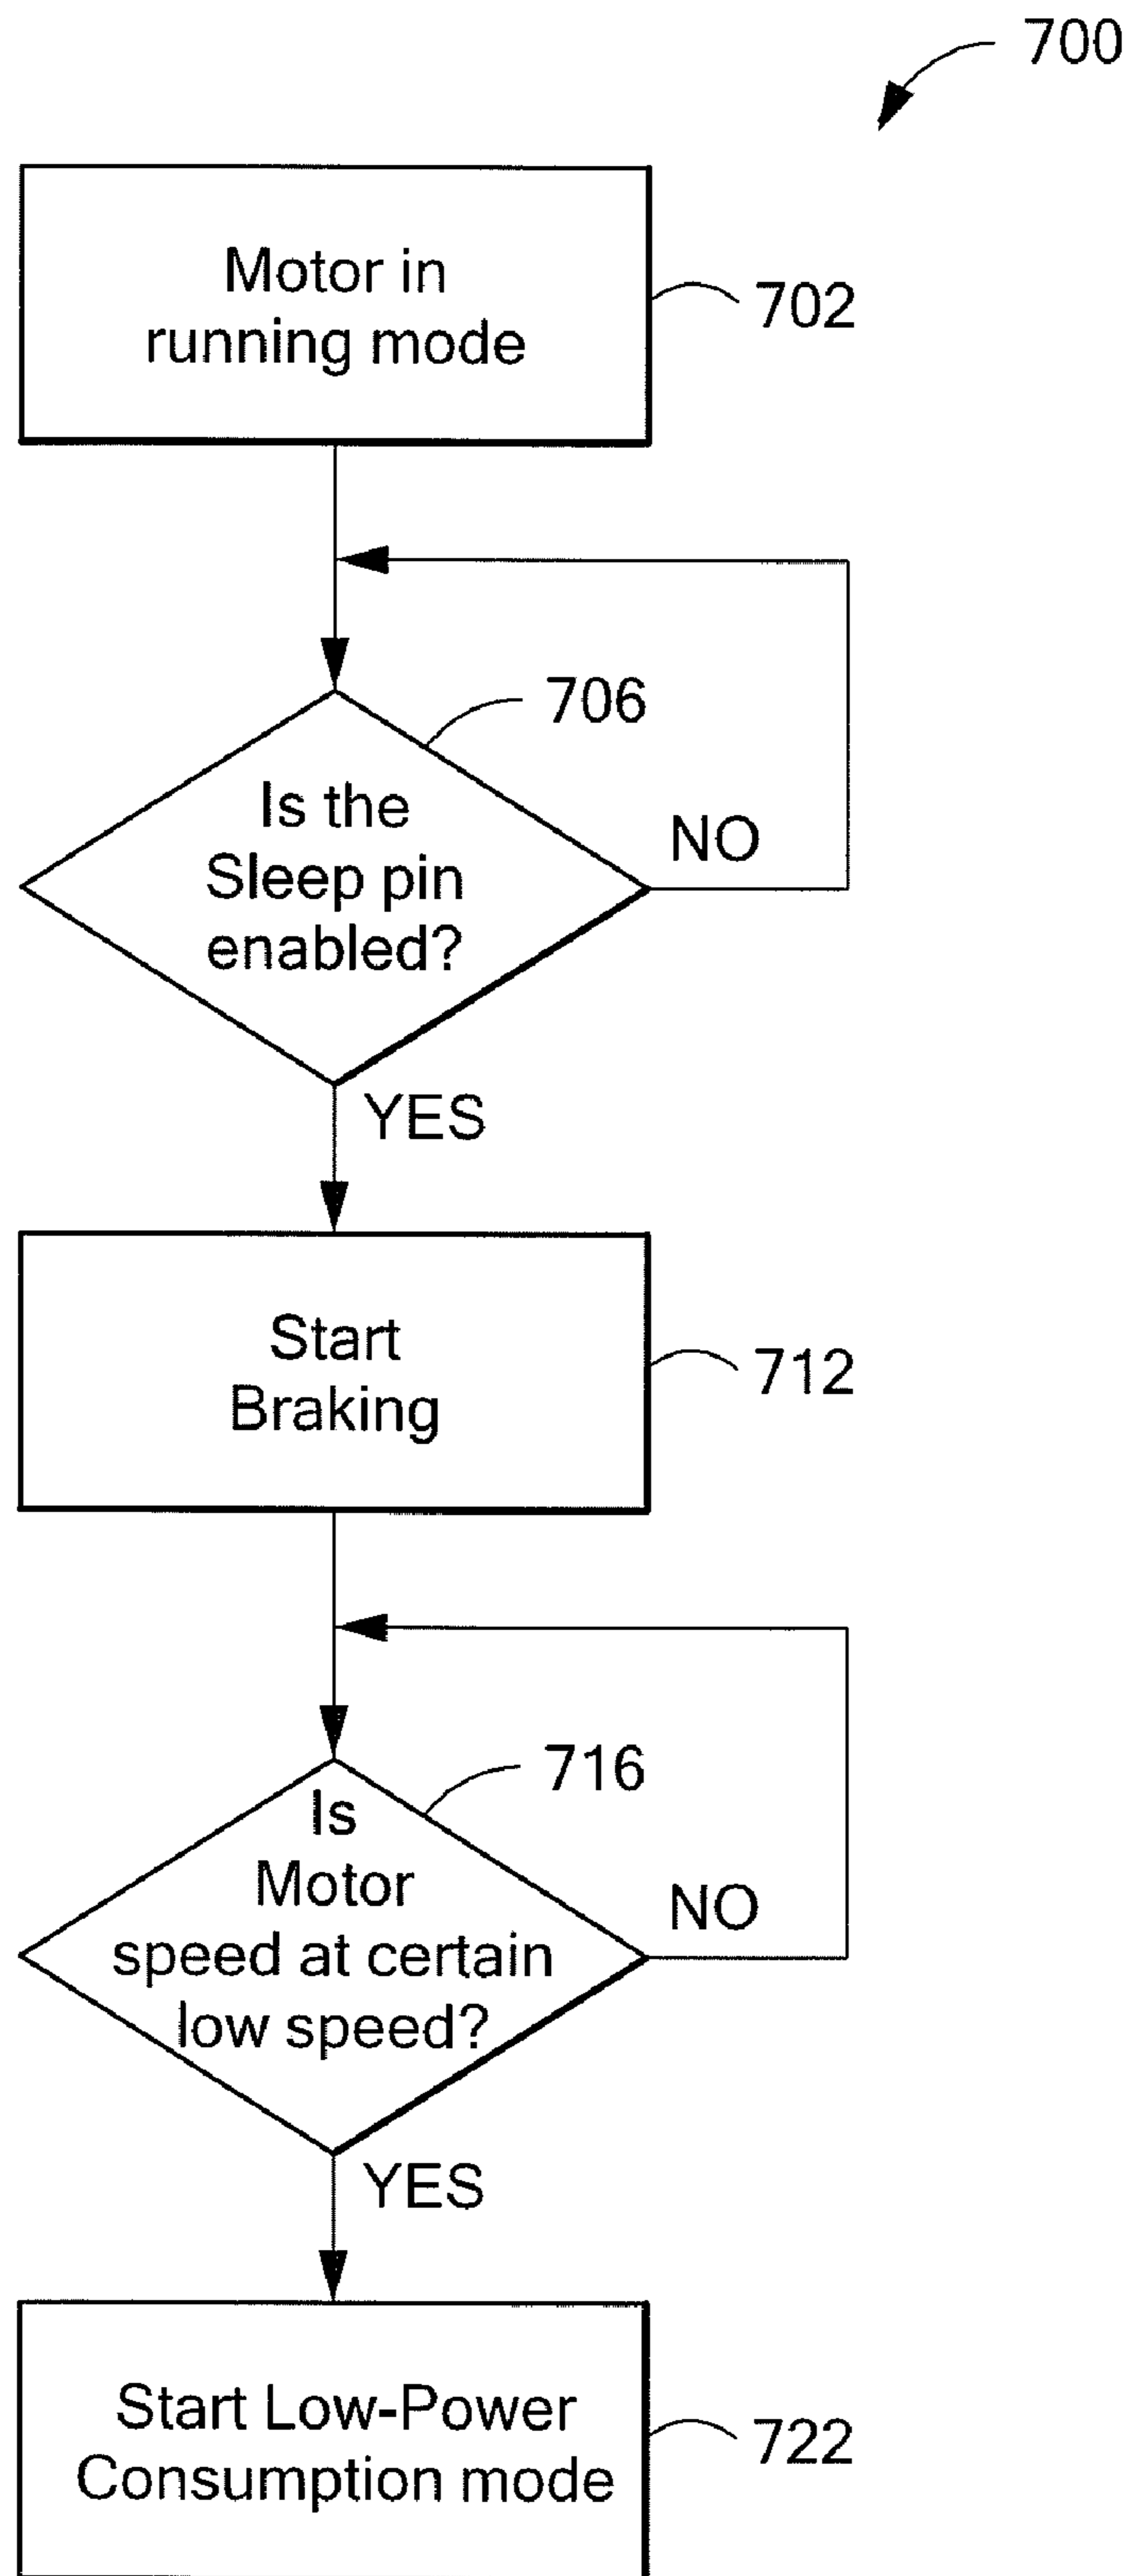 700
Motor in
running mode
702
706
Is the
Sleep pin
enabled?
NO
YES
Start
Braking
712
716
Is
Motor
speed at certain
low speed?
NO
YES
Start Low-Power
Consumption mode
722